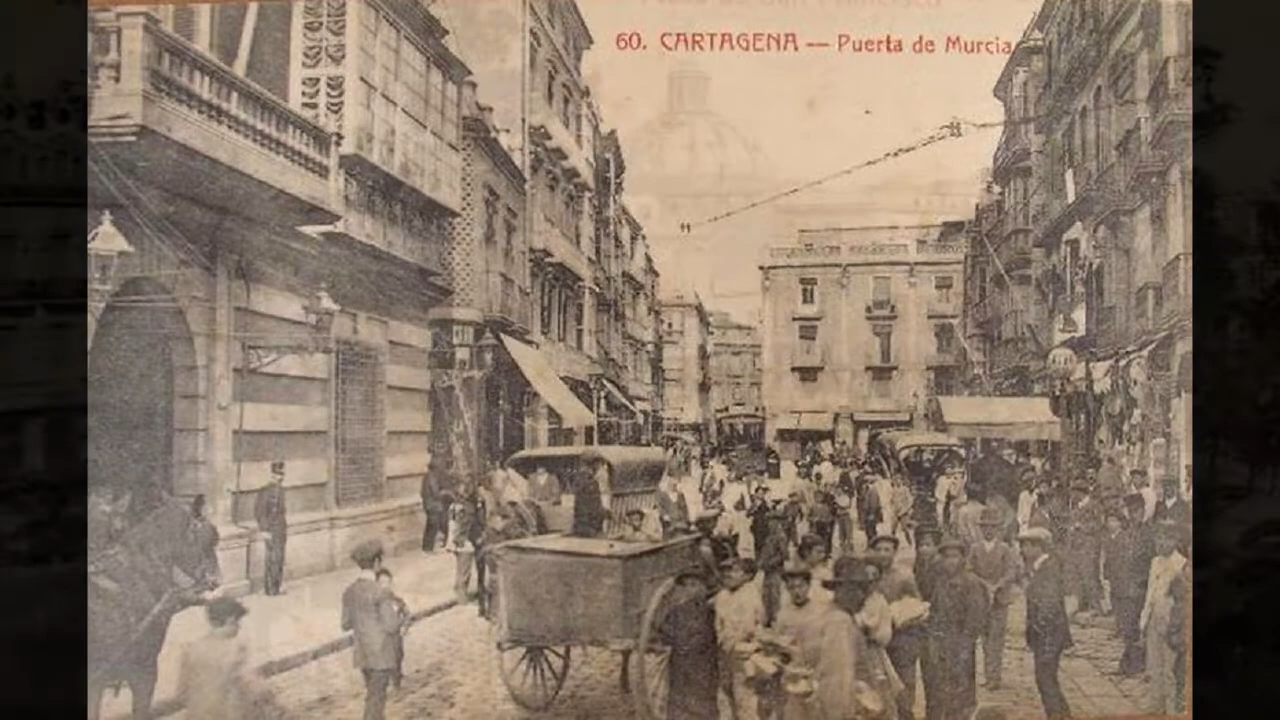 60. CARTAGENA — Puerta de Murcia